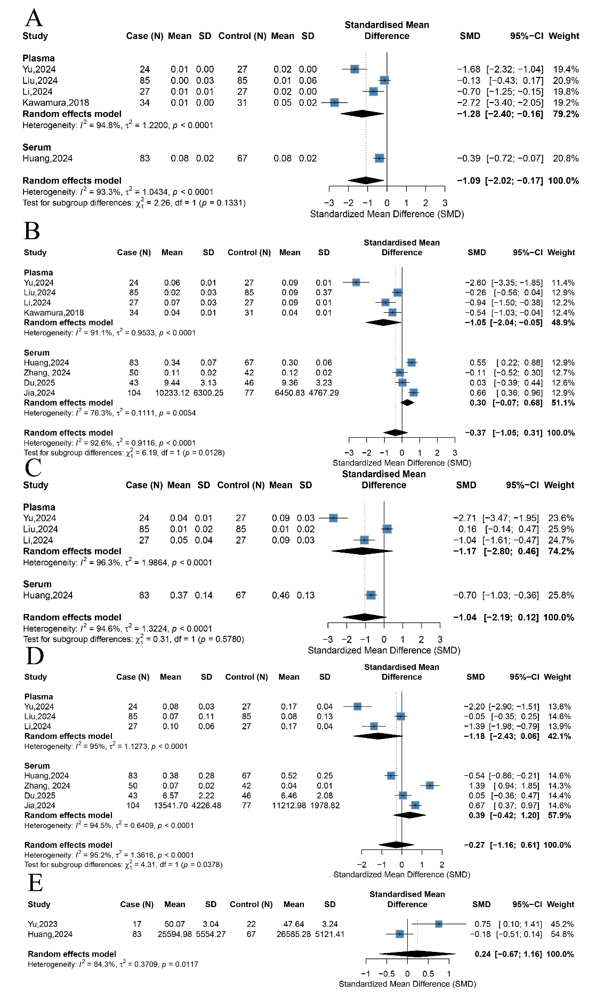 A
Standardised Mean
Study Case (N) Mean SD Control (N) Mean SD Difference SMD 95%−CI Weight
Plasma
Yu,2024 24 0.01 0.00 27 0.02 0.00 −1.68 [−2.32; −1.04] 19.4%
Liu,2024 85 0.00 0.03 85 0.01 0.06 −0.13 [−0.43; 0.17] 20.9%
Li,2024 27 0.01 0.01 27 0.02 0.00 −0.70 [−1.25; −0.15] 19.8%
Kawamura,2018 34 0.01 0.00 31 0.05 0.02 −2.72 [−3.40; −2.05] 19.2%
Random effects model −1.28 [−2.40; −0.16] 79.2%
Heterogeneity: I² = 94.8%, τ² = 1.2200, p < 0.0001
Serum
Huang,2024 83 0.08 0.02 67 0.08 0.02 −0.39 [−0.72; −0.07] 20.8%
Random effects model −1.09 [−2.02; −0.17] 100.0%
Heterogeneity: I² = 93.3%, τ² = 1.0434, p < 0.0001
Test for subgroup differences: χ₁² = 2.26, df = 1 (p = 0.1331)
−3 −2 −1 0 1 2 3
Standardized Mean Difference (SMD)
B
Standardised Mean
Study Case (N) Mean SD Control (N) Mean SD Difference SMD 95%−CI Weight
Plasma
Yu,2024 24 0.06 0.01 27 0.09 0.01 −2.60 [−3.35; −1.85] 11.4%
Liu,2024 85 0.02 0.03 85 0.09 0.37 −0.26 [−0.56; 0.04] 12.9%
Li,2024 27 0.07 0.03 27 0.09 0.01 −0.94 [−1.50; −0.38] 12.2%
Kawamura,2018 34 0.04 0.01 31 0.04 0.01 −0.54 [−1.03; −0.04] 12.4%
Random effects model −1.05 [−2.04; −0.05] 48.9%
Heterogeneity: I² = 91.1%, τ² = 0.9533, p < 0.0001
Serum
Huang,2024 83 0.34 0.07 67 0.30 0.06 0.55 [ 0.22; 0.88] 12.9%
Zhang, 2024 50 0.11 0.02 42 0.12 0.02 −0.11 [−0.52; 0.30] 12.7%
Du,2025 43 9.44 3.13 46 9.36 3.23 0.03 [−0.39; 0.44] 12.6%
Jia,2024 104 10233.12 6300.25 77 6450.83 4767.29 0.66 [ 0.36; 0.96] 12.9%
Random effects model 0.30 [−0.07; 0.68] 51.1%
Heterogeneity: I² = 76.3%, τ² = 0.1111, p = 0.0054
Random effects model −0.37 [−1.05; 0.31] 100.0%
Heterogeneity: I² = 92.6%, τ² = 0.9116, p < 0.0001
Test for subgroup differences: χ₁² = 6.19, df = 1 (p = 0.0128)
−3 −2 −1 0 1 2 3
Standardized Mean Difference (SMD)
C
Standardised Mean
Study Case (N) Mean SD Control (N) Mean SD Difference SMD 95%−CI Weight
Plasma
Yu,2024 24 0.04 0.01 27 0.09 0.03 −2.71 [−3.47; −1.95] 23.6%
Liu,2024 85 0.01 0.02 85 0.01 0.02 0.16 [−0.14; 0.47] 25.9%
Li,2024 27 0.05 0.04 27 0.09 0.03 −1.04 [−1.61; −0.47] 24.7%
Random effects model −1.17 [−2.80; 0.46] 74.2%
Heterogeneity: I² = 96.3%, τ² = 1.9864, p < 0.0001
Serum
Huang,2024 83 0.37 0.14 67 0.46 0.13 −0.70 [−1.03; −0.36] 25.8%
Random effects model −1.04 [−2.19; 0.12] 100.0%
Heterogeneity: I² = 94.6%, τ² = 1.3224, p < 0.0001
Test for subgroup differences: χ₁² = 0.31, df = 1 (p = 0.5780)
−3 −2 −1 0 1 2 3
Standardized Mean Difference (SMD)
D
Standardised Mean
Study Case (N) Mean SD Control (N) Mean SD Difference SMD 95%−CI Weight
Plasma
Yu,2024 24 0.08 0.03 27 0.17 0.04 −2.20 [−2.90; −1.51] 13.6%
Liu,2024 85 0.07 0.11 85 0.08 0.13 −0.05 [−0.35; 0.25] 14.6%
Li,2024 27 0.10 0.06 27 0.17 0.04 −1.39 [−1.98; −0.79] 13.9%
Random effects model −1.18 [−2.43; 0.06] 42.1%
Heterogeneity: I² = 95%, τ² = 1.1273, p < 0.0001
Serum
Huang,2024 83 0.38 0.28 67 0.52 0.25 −0.54 [−0.86; −0.21] 14.6%
Zhang, 2024 50 0.07 0.02 42 0.04 0.01 1.39 [ 0.94; 1.85] 14.3%
Du,2025 43 6.57 2.22 46 6.46 2.08 0.05 [−0.36; 0.47] 14.4%
Jia,2024 104 13541.70 4226.48 77 11212.98 1978.82 0.67 [ 0.37; 0.97] 14.6%
Random effects model 0.39 [−0.42; 1.20] 57.9%
Heterogeneity: I² = 94.5%, τ² = 0.6409, p < 0.0001
Random effects model −0.27 [−1.16; 0.61] 100.0%
Heterogeneity: I² = 95.2%, τ² = 1.3616, p < 0.0001
Test for subgroup differences: χ₁² = 4.31, df = 1 (p = 0.0378)
−2 −1 0 1 2
Standardized Mean Difference (SMD)
E
Standardised Mean
Study Case (N) Mean SD Control (N) Mean SD Difference SMD 95%−CI Weight
Yu,2023 17 50.07 3.04 22 47.64 3.24 0.75 [ 0.10; 1.41] 45.2%
Huang,2024 83 25594.98 5554.27 67 26585.28 5121.41 −0.18 [−0.51; 0.14] 54.8%
Random effects model 0.24 [−0.67; 1.16] 100.0%
Heterogeneity: I² = 84.3%, τ² = 0.3709, p = 0.0117
−1 −0.5 0 0.5 1
Standardized Mean Difference (SMD)